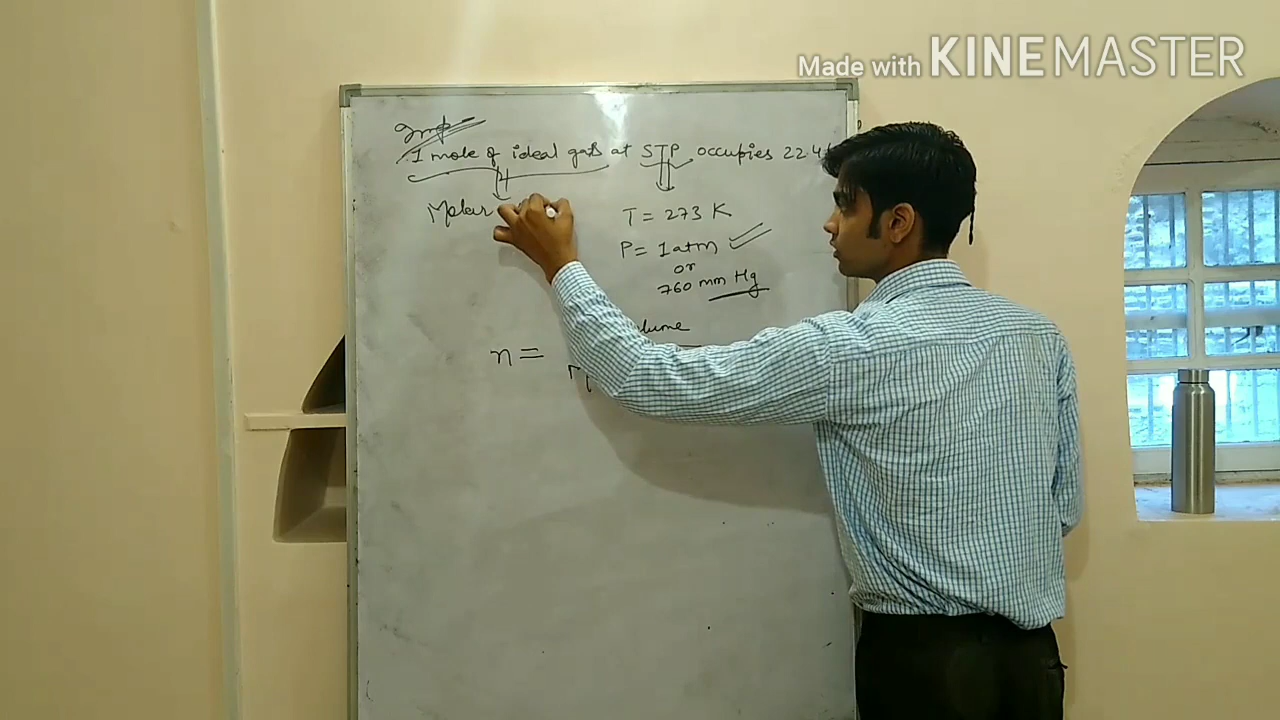 Made with KINEMASTER
Imp
1 mole of ideal gas at STP occupies 22.4
Molar
T = 273 K
P = 1 atm
or
760 mm Hg
n =